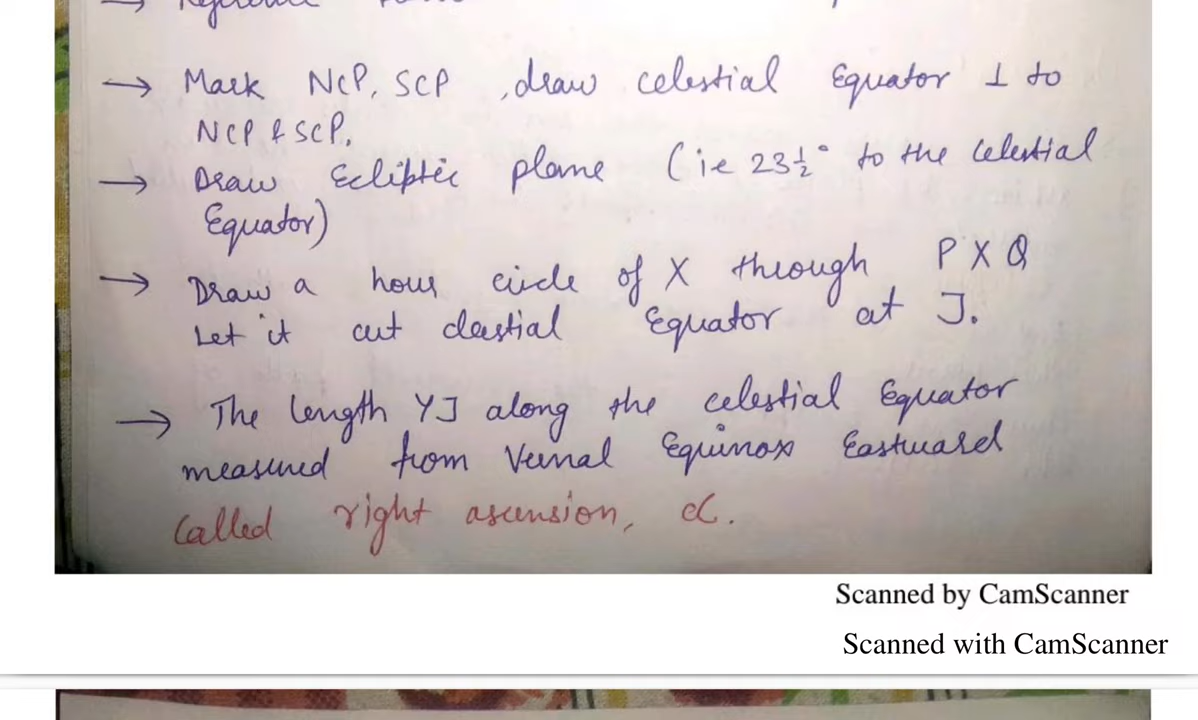 → Mark NCP, SCP , draw celestial Equator ⊥ to
NCP & SCP.
→ Draw Ecliptic plane (ie 23½° to the Celestial
Equator)
→ Draw a hour circle of X through P X Q
Let it cut clestial Equator at J.
→ The length YJ along the celestial Equator
measured from Vernal Equinox Eastward
Called right ascension, α.
Scanned by CamScanner
Scanned with CamScanner